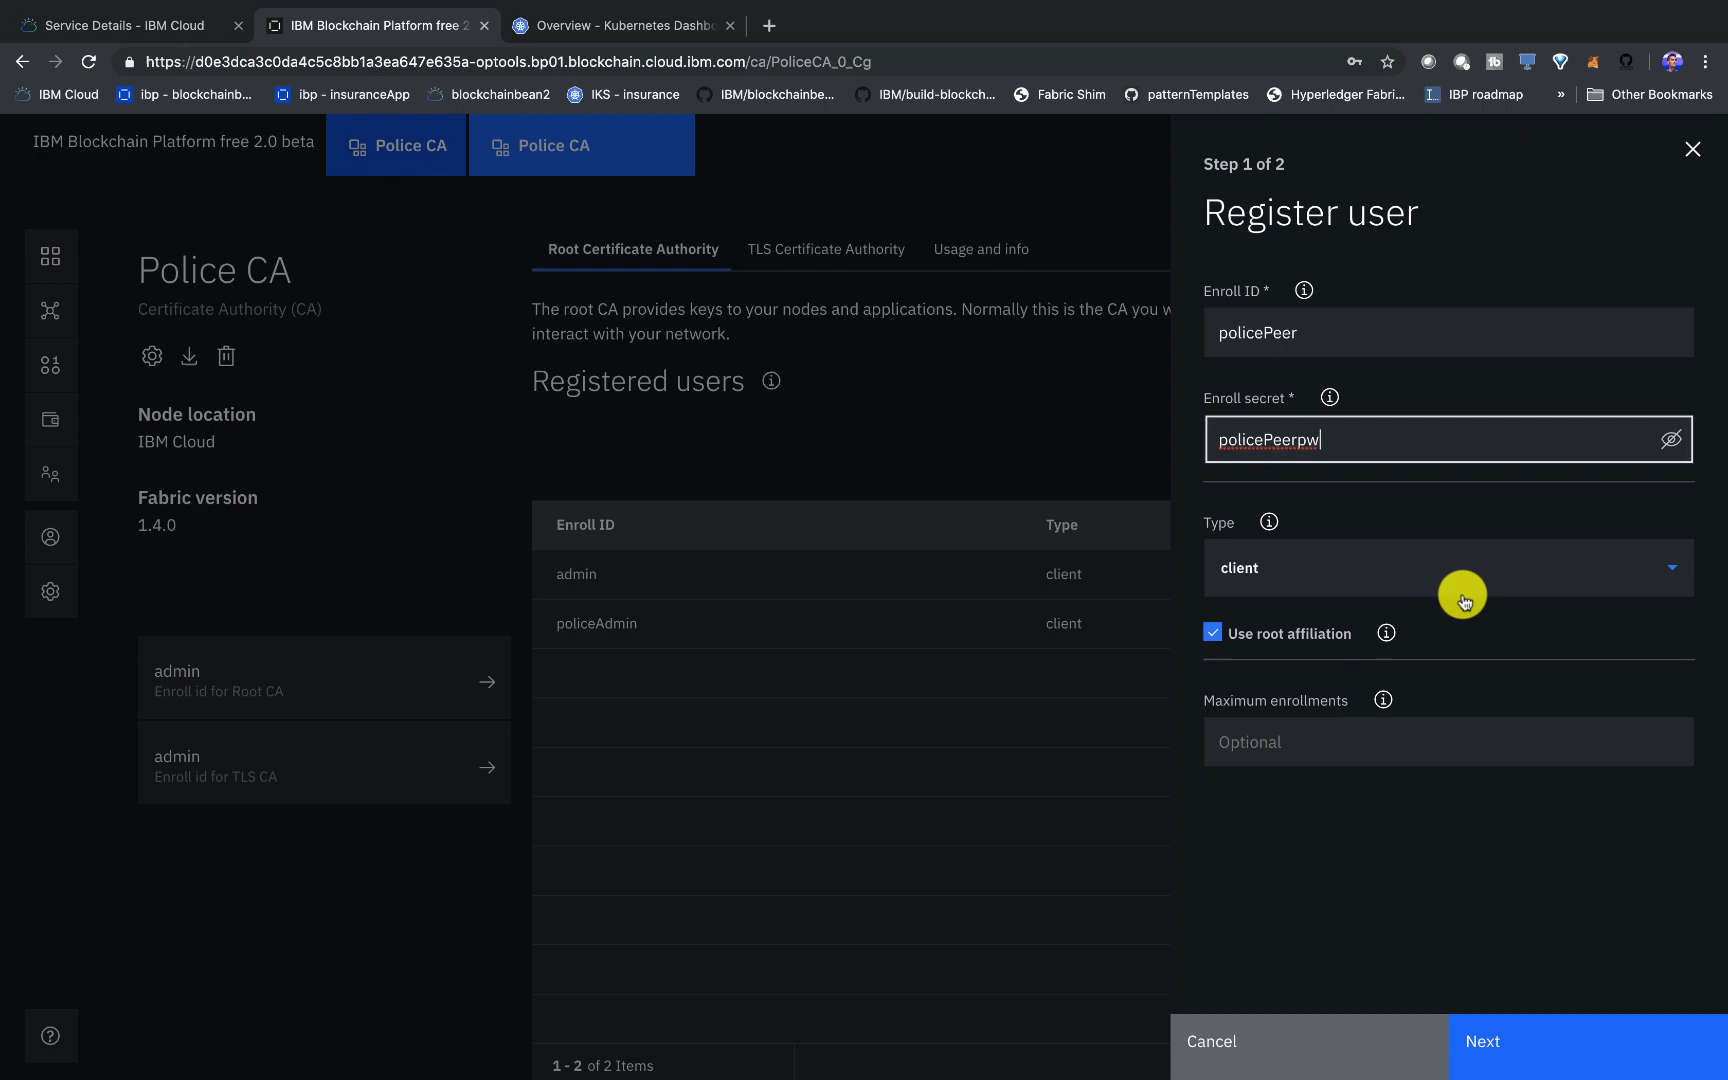 Service Details - IBM Cloud
IBM Blockchain Platform free 2
Overview - Kubernetes Dashbo
https://d0e3dca3c0da4c5c8bb1a3ea647e635a-optools.bp01.blockchain.cloud.ibm.com/ca/PoliceCA_0_Cg
IBM Cloud
ibp - blockchainb...
ibp - insuranceApp
blockchainbean2
IKS - insurance
IBM/blockchainbe...
IBM/build-blockch...
Fabric Shim
patternTemplates
Hyperledger Fabri...
IBP roadmap
»
Other Bookmarks
IBM Blockchain Platform free 2.0 beta
Police CA
Police CA
Police CA
Certificate Authority (CA)
Node location
IBM Cloud
Fabric version
1.4.0
admin
Enroll id for Root CA
admin
Enroll id for TLS CA
Root Certificate Authority
TLS Certificate Authority
Usage and info
The root CA provides keys to your nodes and applications. Normally this is the CA you w
interact with your network.
Registered users
Enroll ID Type
admin client
policeAdmin client
1 - 2 of 2 Items
Step 1 of 2
Register user
Enroll ID *
policePeer
Enroll secret *
policePeerpw
Type
client
Use root affiliation
Maximum enrollments
Optional
Cancel
Next